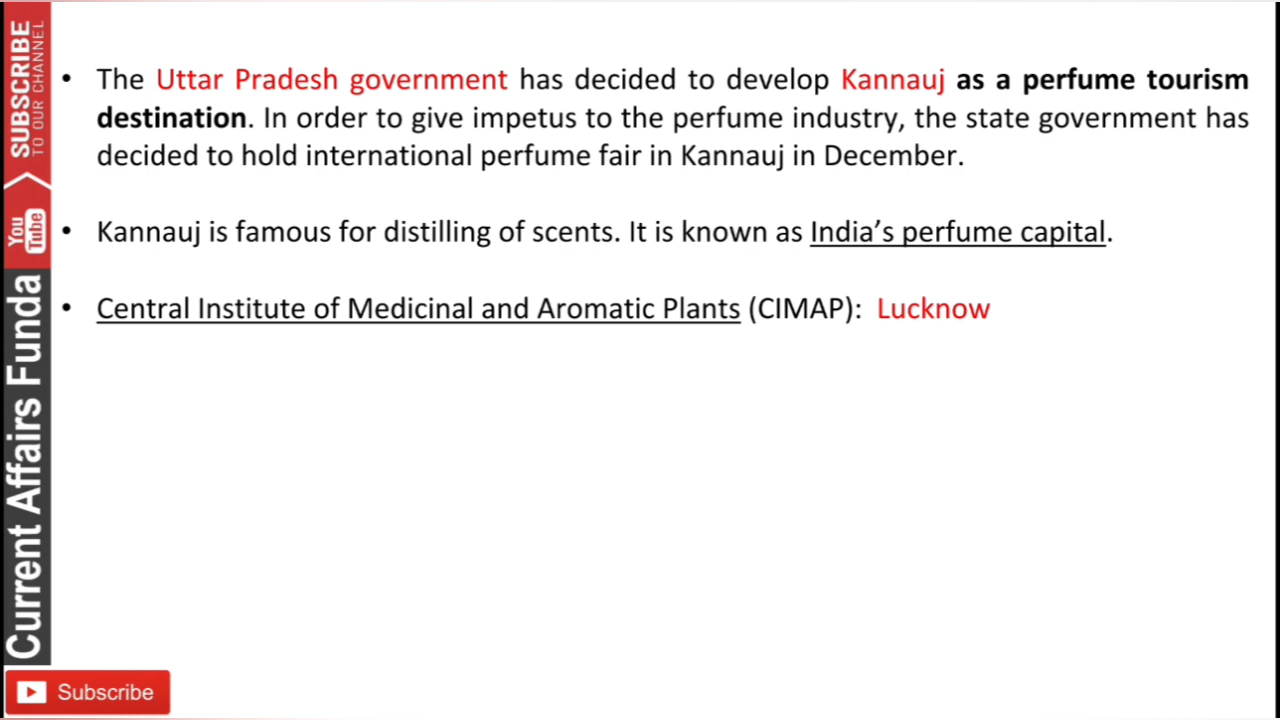 • The Uttar Pradesh government has decided to develop Kannauj as a perfume tourism
destination. In order to give impetus to the perfume industry, the state government has
decided to hold international perfume fair in Kannauj in December.
• Kannauj is famous for distilling of scents. It is known as India’s perfume capital.
• Central Institute of Medicinal and Aromatic Plants (CIMAP): Lucknow
SUBSCRIBE
TO OUR CHANNEL
You
Tube
Current Affairs Funda
Subscribe